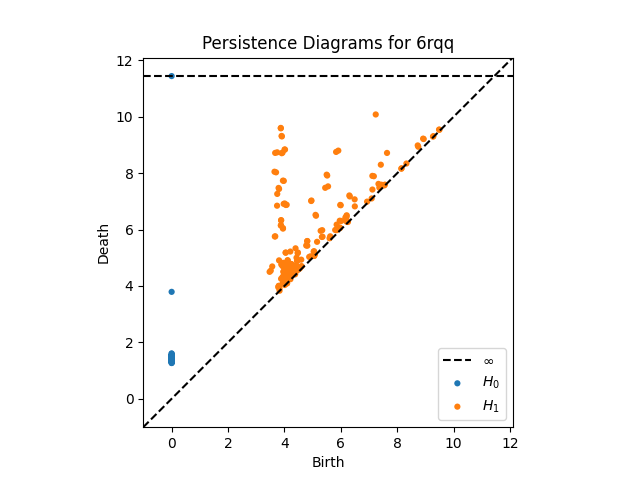 Persistence Diagrams for 6rqq
12
10
8
6
4
2
0
Death
∞
H₀
H₁
0 2 4 6 8 10 12
Birth